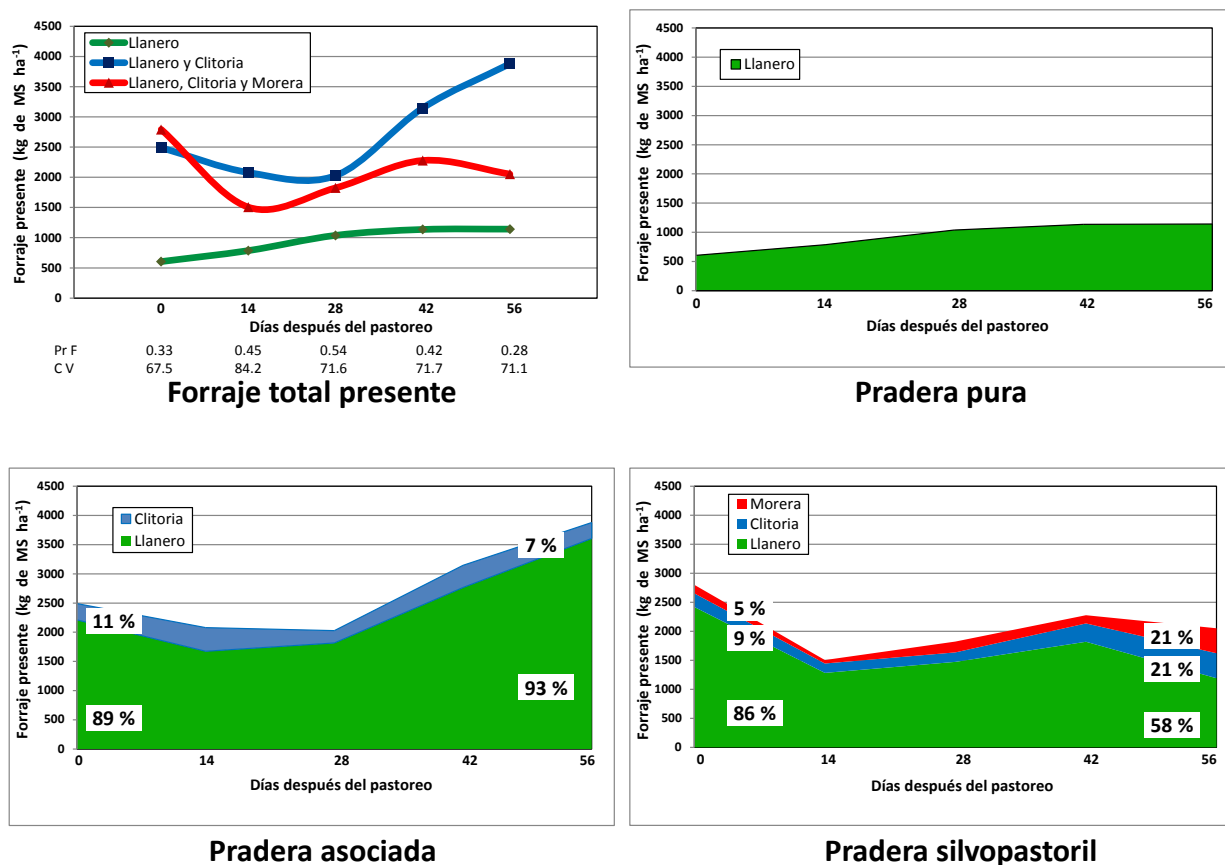 Forraje presente (kg de MS ha⁻¹)
4500
4000
3500
3000
2500
2000
1500
1000
500
0
Llanero
Llanero y Clitoria
Llanero, Clitoria y Morera
0 14 28 42 56
Días después del pastoreo
Pr F 0.33 0.45 0.54 0.42 0.28
C V 67.5 84.2 71.6 71.7 71.1
Forraje total presente
Forraje presente (kg de MS ha⁻¹)
4500
4000
3500
3000
2500
2000
1500
1000
500
0
Llanero
0 14 28 42 56
Días después del pastoreo
Pradera pura
Forraje presente (kg de MS ha⁻¹)
4500
4000
3500
3000
2500
2000
1500
1000
500
0
Clitoria
Llanero
11 %
89 %
7 %
93 %
0 14 28 42 56
Días después del pastoreo
Pradera asociada
Forraje presente (kg de MS ha⁻¹)
4500
4000
3500
3000
2500
2000
1500
1000
500
0
Morera
Clitoria
Llanero
5 %
9 %
86 %
21 %
21 %
58 %
0 14 28 42 56
Días después del pastoreo
Pradera silvopastoril